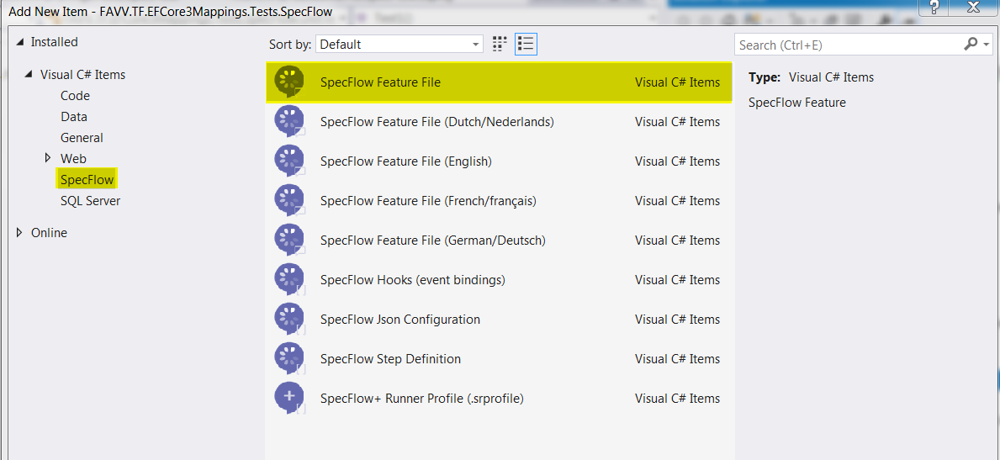 Add New Item - FAVV.TF.EFCore3Mappings.Tests.SpecFlow
?
Installed
Visual C# Items
Code
Data
General
Web
SpecFlow
SQL Server
Online
Sort by: Default
SpecFlow Feature File Visual C# Items
SpecFlow Feature File (Dutch/Nederlands) Visual C# Items
SpecFlow Feature File (English) Visual C# Items
SpecFlow Feature File (French/français) Visual C# Items
SpecFlow Feature File (German/Deutsch) Visual C# Items
SpecFlow Hooks (event bindings) Visual C# Items
SpecFlow Json Configuration Visual C# Items
SpecFlow Step Definition Visual C# Items
SpecFlow+ Runner Profile (.srprofile) Visual C# Items
Search (Ctrl+E)
Type: Visual C# Items
SpecFlow Feature